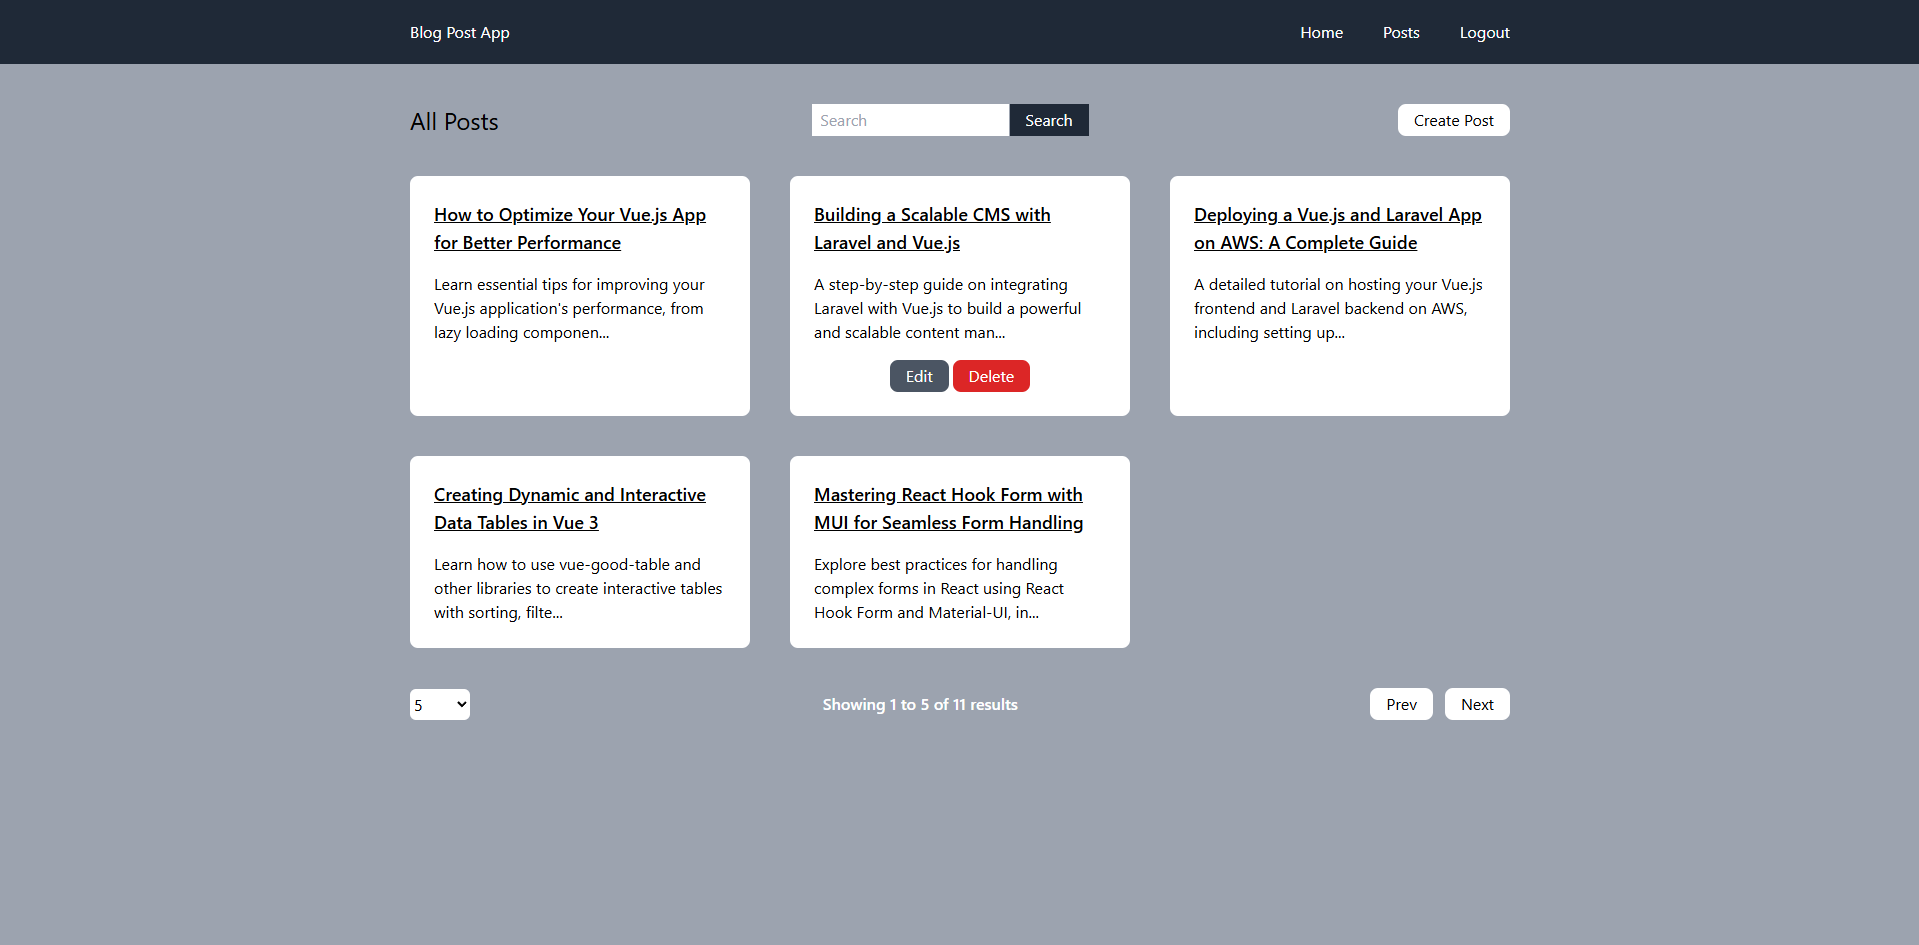 Blog Post App
Home
Posts
Logout
All Posts
Search
Search
Create Post
How to Optimize Your Vue.js App
for Better Performance
Learn essential tips for improving your
Vue.js application's performance, from
lazy loading componen...
Building a Scalable CMS with
Laravel and Vue.js
A step-by-step guide on integrating
Laravel with Vue.js to build a powerful
and scalable content man...
Edit
Delete
Deploying a Vue.js and Laravel App
on AWS: A Complete Guide
A detailed tutorial on hosting your Vue.js
frontend and Laravel backend on AWS,
including setting up...
Creating Dynamic and Interactive
Data Tables in Vue 3
Learn how to use vue-good-table and
other libraries to create interactive tables
with sorting, filte...
Mastering React Hook Form with
MUI for Seamless Form Handling
Explore best practices for handling
complex forms in React using React
Hook Form and Material-UI, in...
5
Showing 1 to 5 of 11 results
Prev
Next